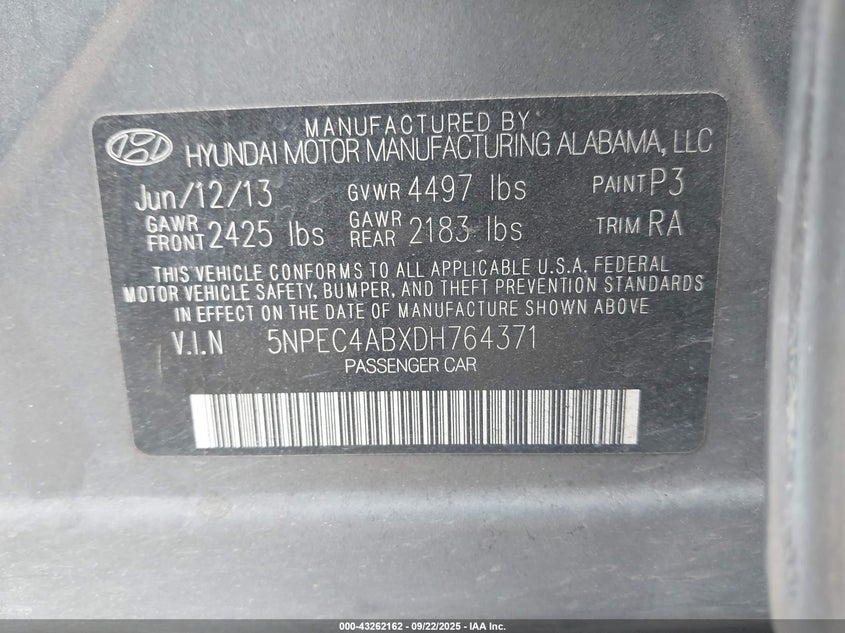 MANUFACTURED BY
HYUNDAI MOTOR MANUFACTURING ALABAMA, LLC
Jun/12/13 GVWR 4497 lbs PAINT P3
GAWR FRONT 2425 lbs GAWR REAR 2183 lbs TRIM RA
THIS VEHICLE CONFORMS TO ALL APPLICABLE U.S.A. FEDERAL
MOTOR VEHICLE SAFETY, BUMPER, AND THEFT PREVENTION STANDARDS
IN EFFECT ON THE DATE OF MANUFACTURE SHOWN ABOVE
V.I.N 5NPEC4ABXDH764371
PASSENGER CAR
000-43262162 - 09/22/2025 - IAA Inc.